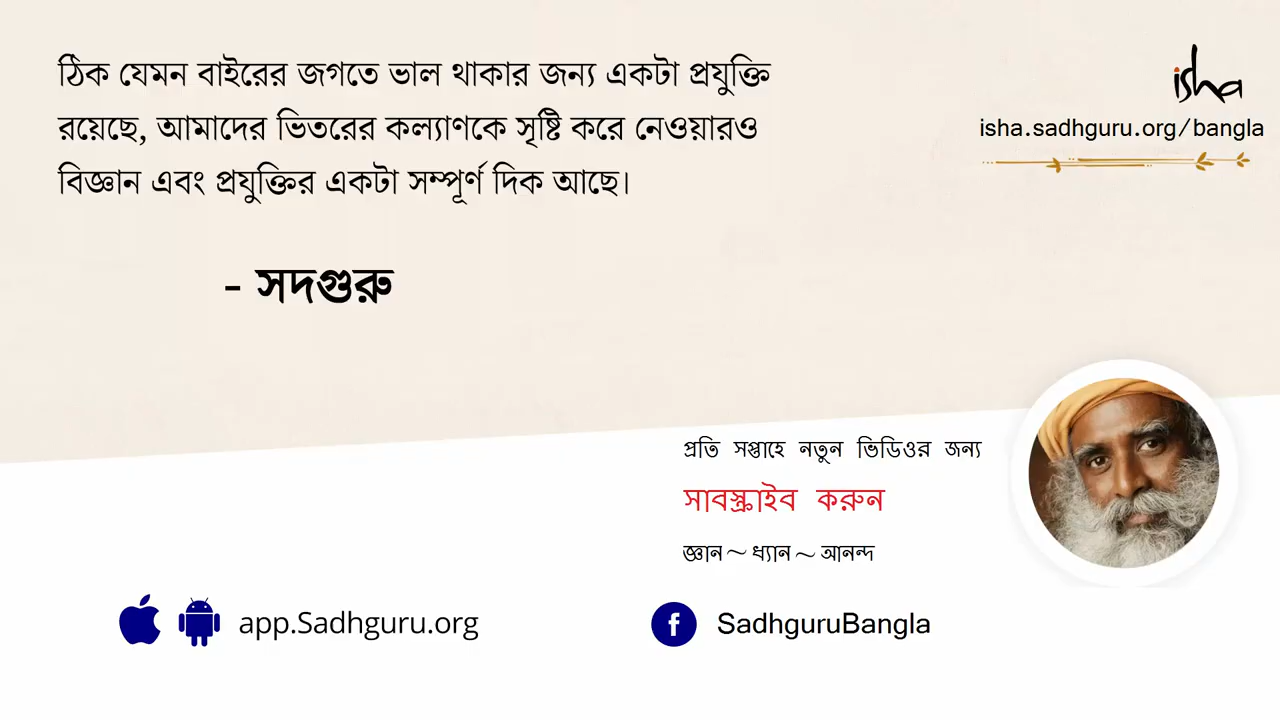 ঠিক যেমন বাইরের জগতে ভাল থাকার জন্য একটা প্রযুক্তি
রয়েছে, আমাদের ভিতরের কল্যাণকে সৃষ্টি করে নেওয়ারও
বিজ্ঞান এবং প্রযুক্তির একটা সম্পূর্ণ দিক আছে।
- সদগুরু
isha
isha.sadhguru.org/bangla
প্রতি সপ্তাহে নতুন ভিডিওর জন্য
সাবস্ক্রাইব করুন
জ্ঞান ~ ধ্যান ~ আনন্দ
app.Sadhguru.org
f SadhguruBangla